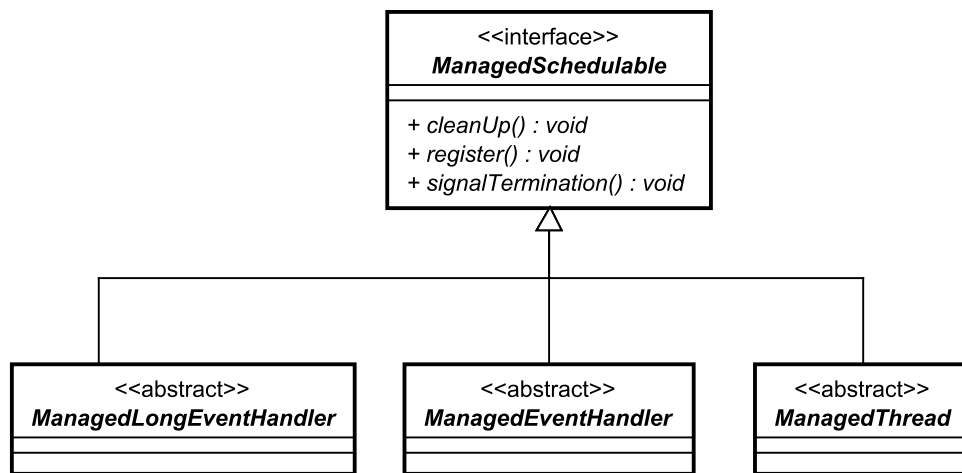 <<interface>>
ManagedSchedulable
+ cleanUp() : void
+ register() : void
+ signalTermination() : void
<<abstract>>
ManagedLongEventHandler
<<abstract>>
ManagedEventHandler
<<abstract>>
ManagedThread